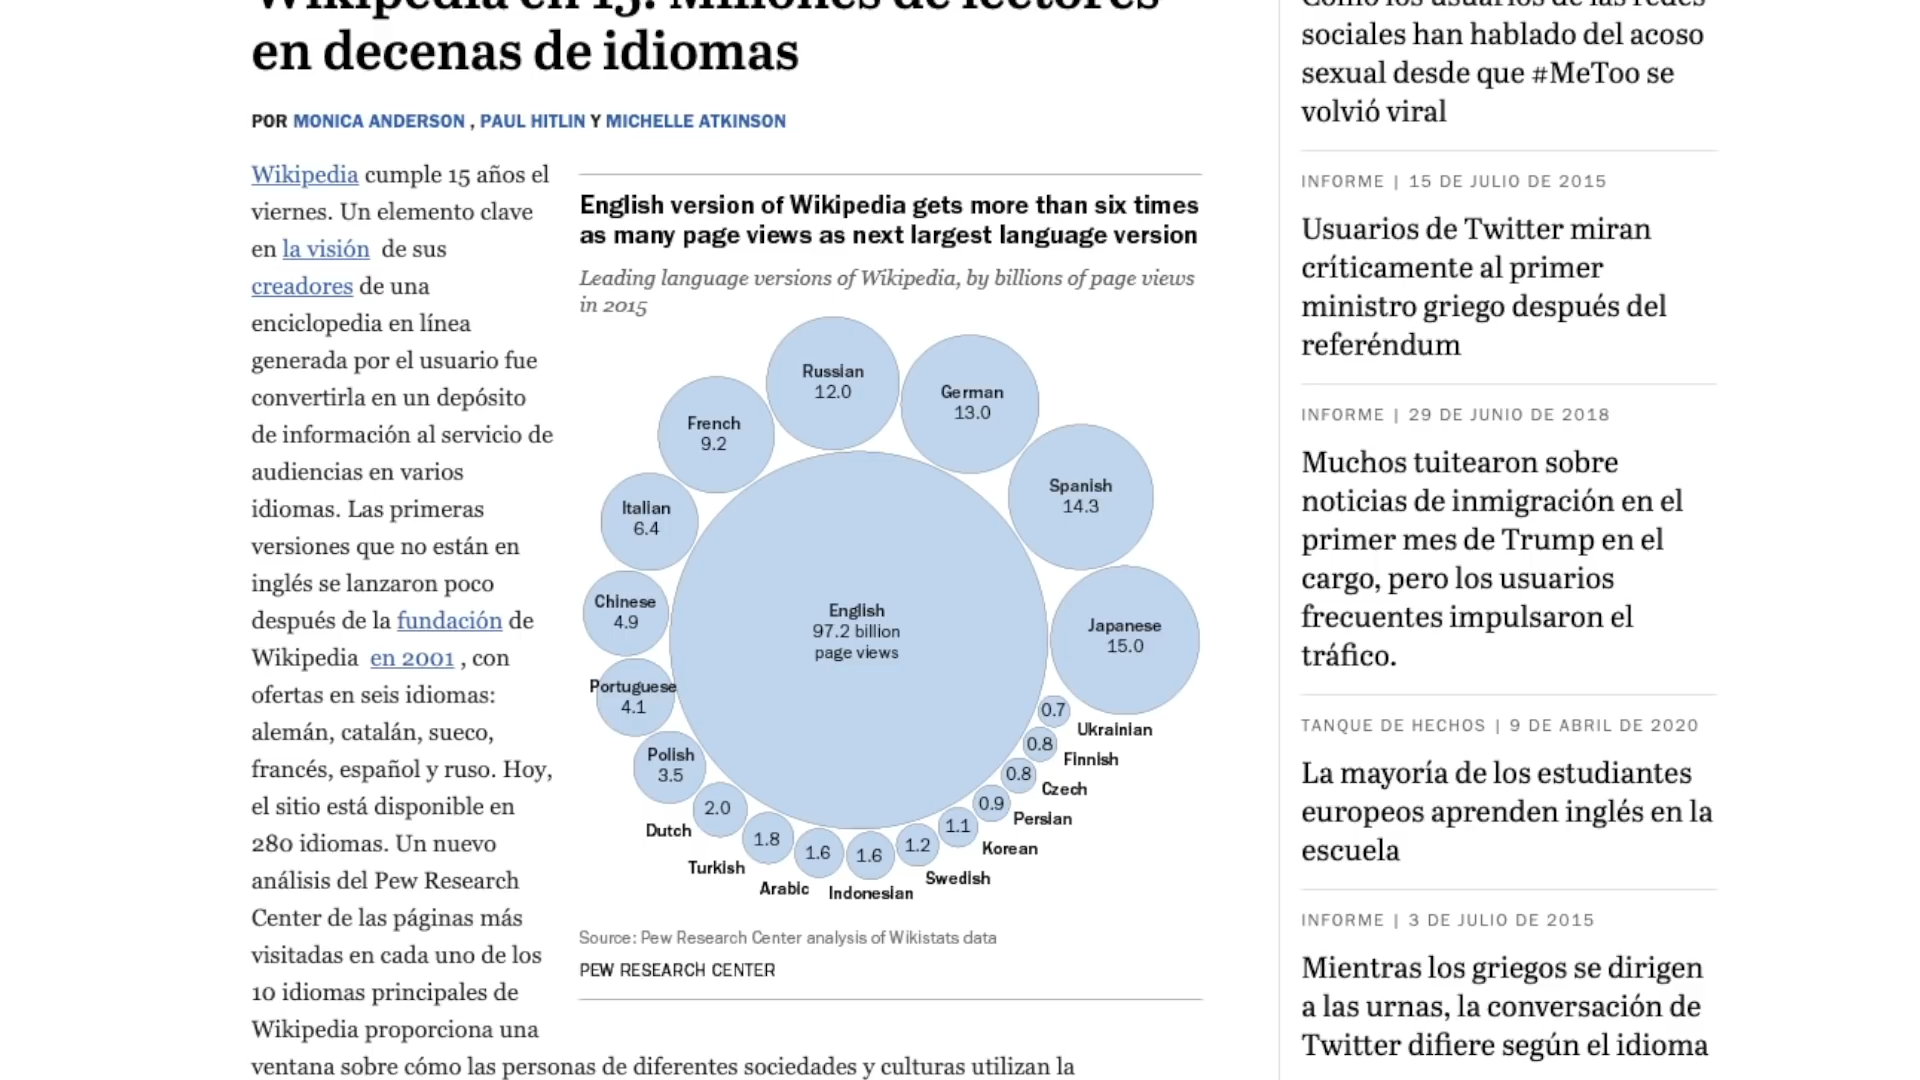 Wikipedia en 15: Millones de lectores
en decenas de idiomas
POR MONICA ANDERSON , PAUL HITLIN Y MICHELLE ATKINSON
Wikipedia cumple 15 años el
viernes. Un elemento clave
en la visión de sus
creadores de una
enciclopedia en línea
generada por el usuario fue
convertirla en un depósito
de información al servicio de
audiencias en varios
idiomas. Las primeras
versiones que no están en
inglés se lanzaron poco
después de la fundación de
Wikipedia en 2001 , con
ofertas en seis idiomas:
alemán, catalán, sueco,
francés, español y ruso. Hoy,
el sitio está disponible en
280 idiomas. Un nuevo
análisis del Pew Research
Center de las páginas más
visitadas en cada uno de los
10 idiomas principales de
Wikipedia proporciona una
ventana sobre cómo las personas de diferentes sociedades y culturas utilizan la
English version of Wikipedia gets more than six times
as many page views as next largest language version
Leading language versions of Wikipedia, by billions of page views
in 2015
Russian
12.0
German
13.0
French
9.2
Spanish
14.3
Italian
6.4
Chinese
4.9
English
97.2 billion
page views
Japanese
15.0
Portuguese
4.1
Polish
3.5
0.7
Ukrainian
0.8
Finnish
0.8
Czech
0.9
Persian
1.1
Korean
1.2
Swedish
1.6
Indonesian
1.6
Arabic
1.8
Turkish
2.0
Dutch
Source: Pew Research Center analysis of Wikistats data
PEW RESEARCH CENTER
Cómo los usuarios de las redes
sociales han hablado del acoso
sexual desde que #MeToo se
volvió viral
INFORME | 15 DE JULIO DE 2015
Usuarios de Twitter miran
críticamente al primer
ministro griego después del
referéndum
INFORME | 29 DE JUNIO DE 2018
Muchos tuitearon sobre
noticias de inmigración en el
primer mes de Trump en el
cargo, pero los usuarios
frecuentes impulsaron el
tráfico.
TANQUE DE HECHOS | 9 DE ABRIL DE 2020
La mayoría de los estudiantes
europeos aprenden inglés en la
escuela
INFORME | 3 DE JULIO DE 2015
Mientras los griegos se dirigen
a las urnas, la conversación de
Twitter difiere según el idioma